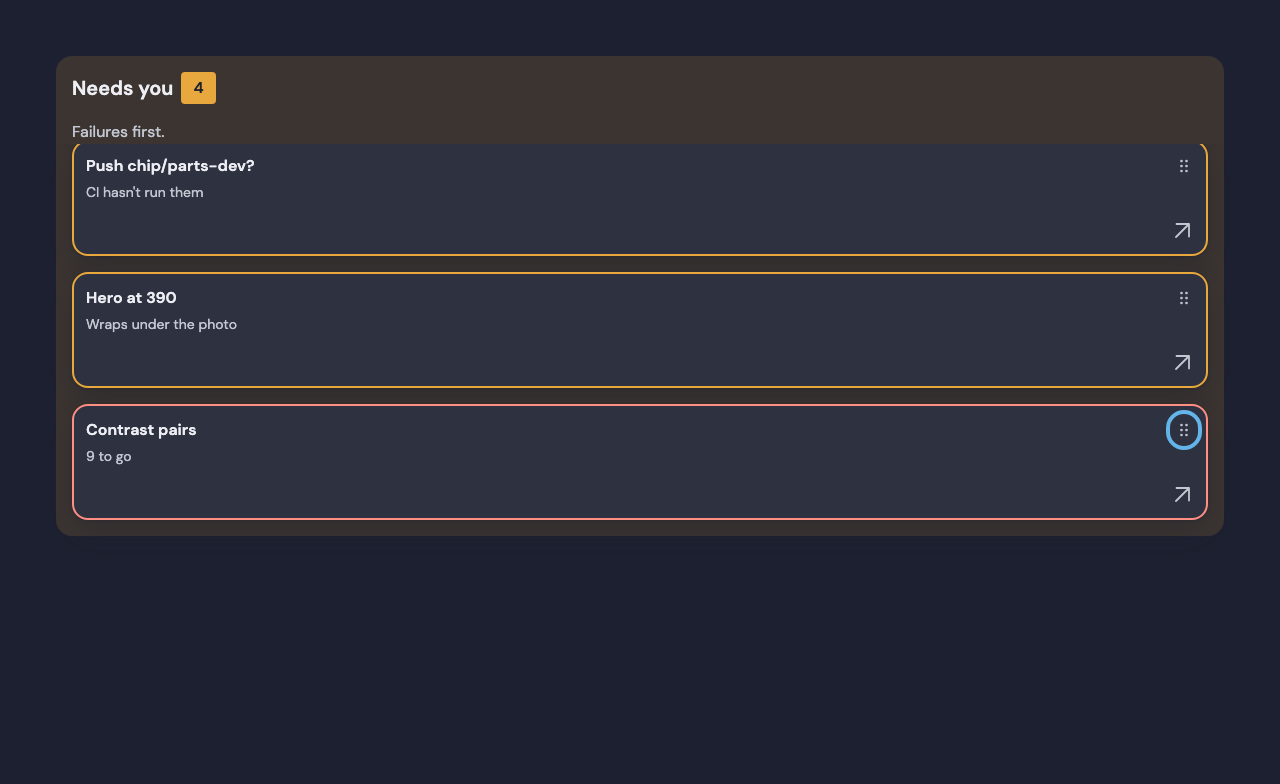 Needs you 4
Failures first.
Push chip/parts-dev?
CI hasn't run them
Hero at 390
Wraps under the photo
Contrast pairs
9 to go